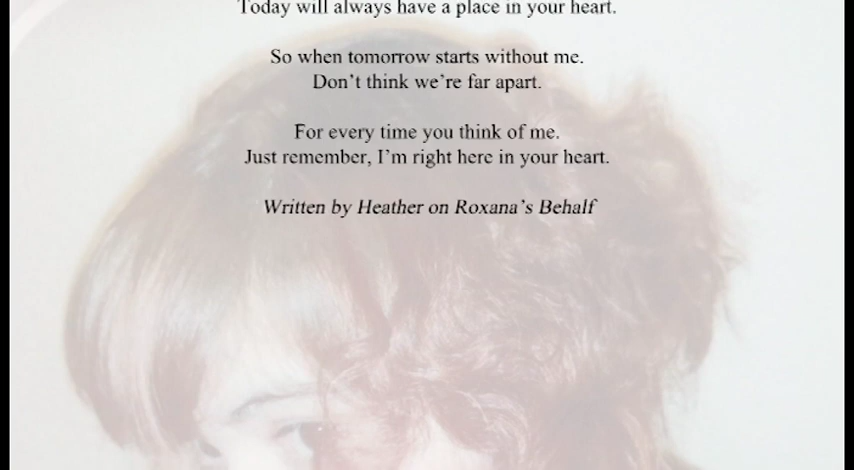 Today will always have a place in your heart.
So when tomorrow starts without me.
Don't think we're far apart.
For every time you think of me.
Just remember, I'm right here in your heart.
Written by Heather on Roxana's Behalf